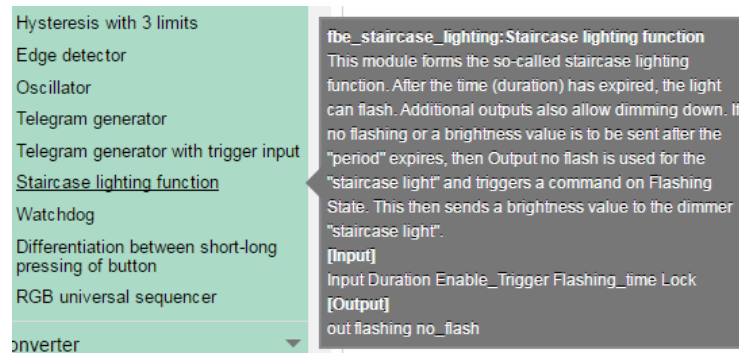 Hysteresis with 3 limits
Edge detector
Oscillator
Telegram generator
Telegram generator with trigger input
Staircase lighting function
Watchdog
Differentiation between short-long
pressing of button
RGB universal sequencer
onverter
fbe_staircase_lighting:Staircase lighting function
This module forms the so-called staircase lighting
function. After the time (duration) has expired, the light
can flash. Additional outputs also allow dimming down. If
no flashing or a brightness value is to be sent after the
"period" expires, then Output no flash is used for the
"staircase light" and triggers a command on Flashing
State. This then sends a brightness value to the dimmer
"staircase light".
[Input]
Input Duration Enable_Trigger Flashing_time Lock
[Output]
out flashing no_flash